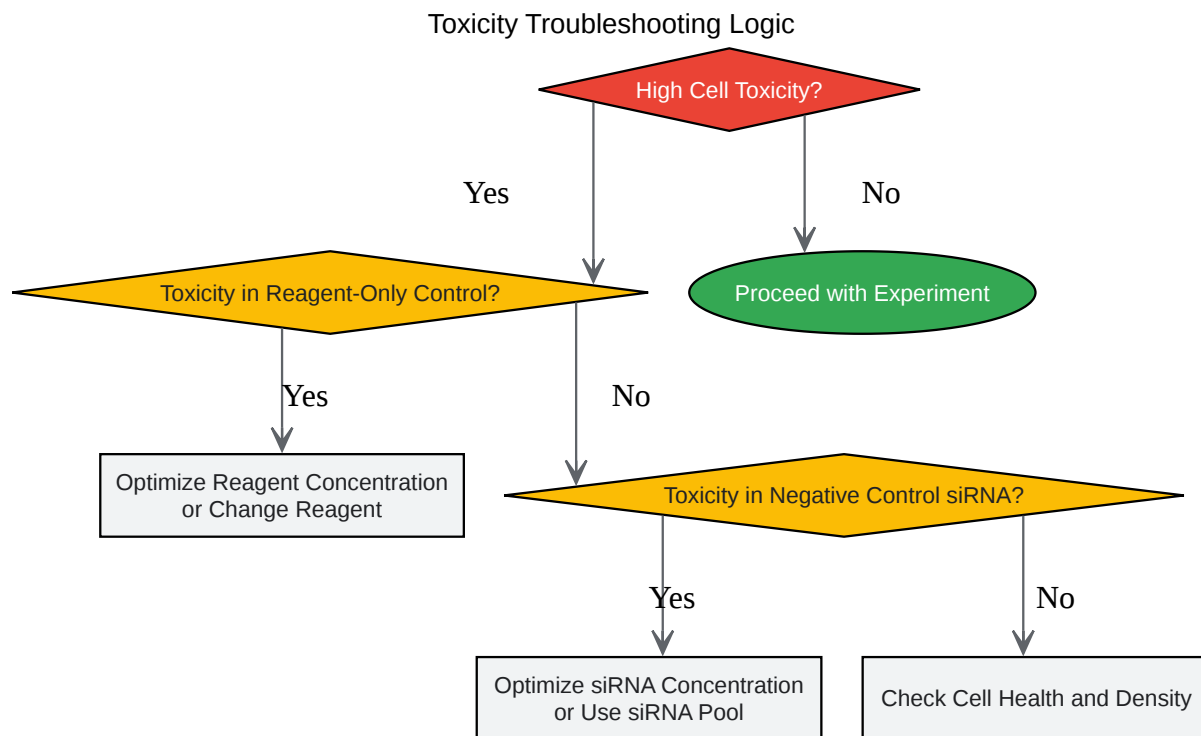 Toxicity Troubleshooting Logic
High Cell Toxicity?
Yes
No
Toxicity in Reagent-Only Control?
Proceed with Experiment
Yes
No
Optimize Reagent Concentration
or Change Reagent
Toxicity in Negative Control siRNA?
Yes
No
Optimize siRNA Concentration
or Use siRNA Pool
Check Cell Health and Density